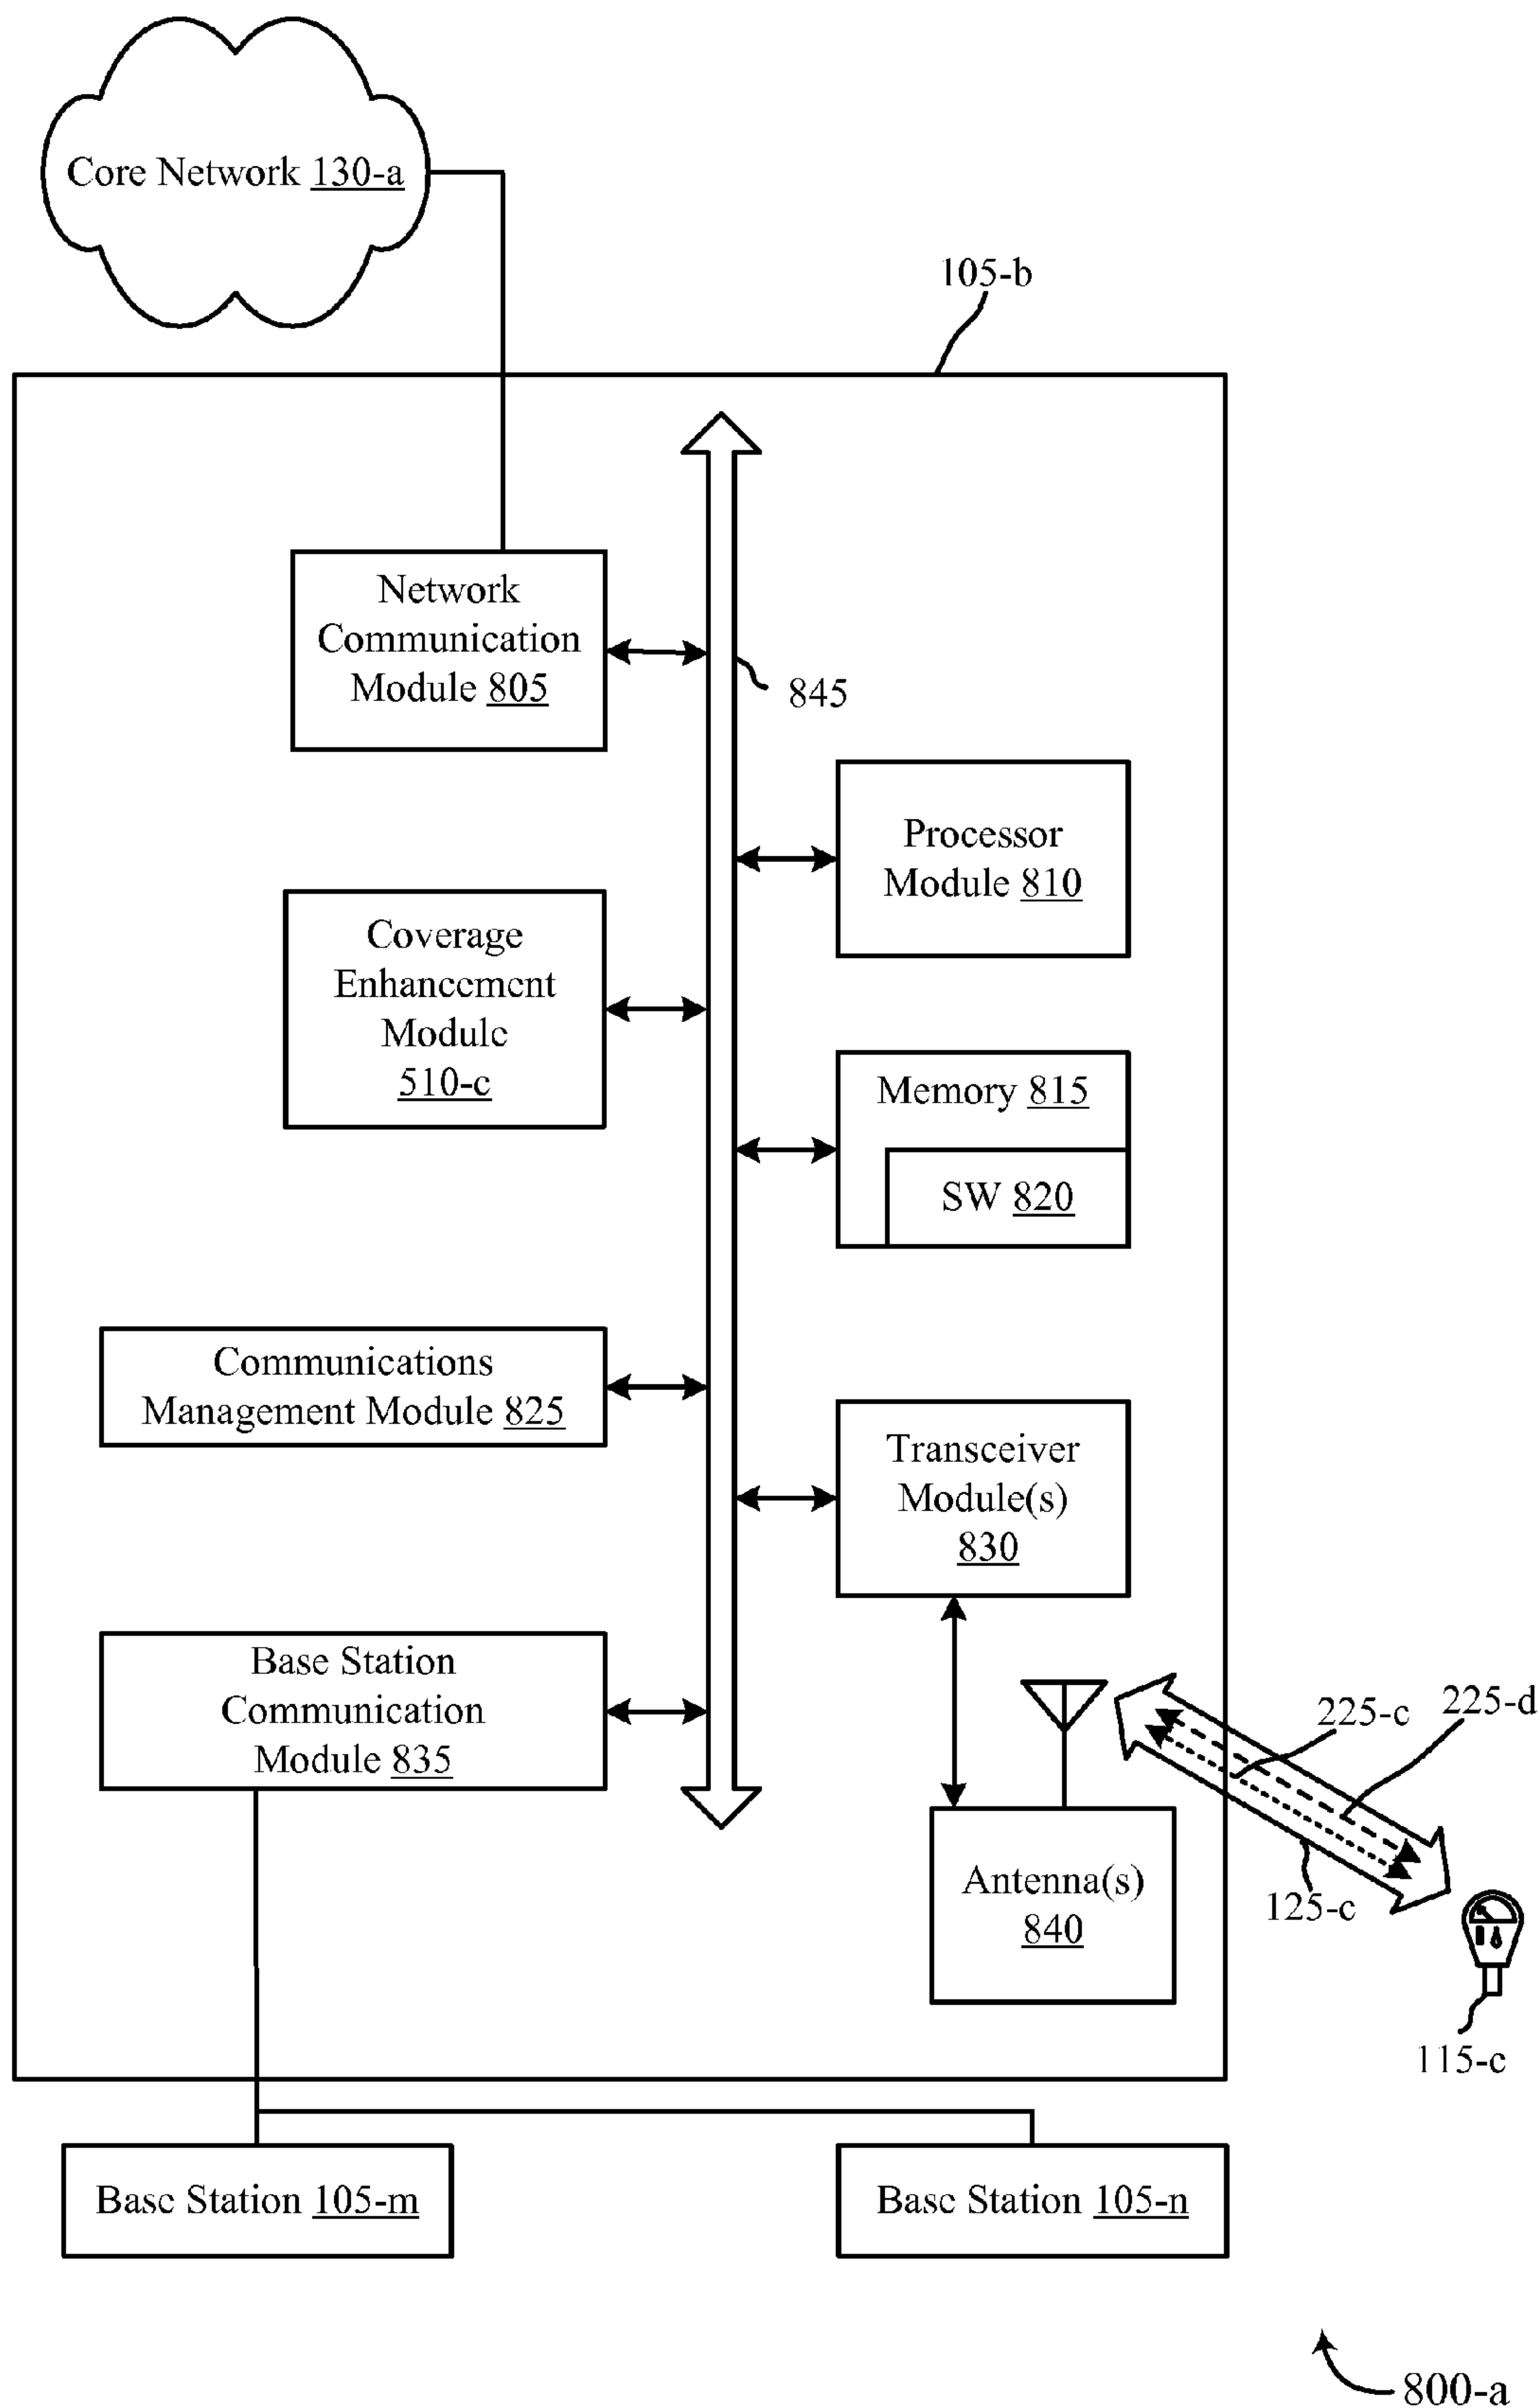 Core Network 130-a
105-b
Network
Communication
Module 805
845
Processor
Module 810
Coverage
Enhancement
Module
510-c
Memory 815
SW 820
Communications
Management Module 825
Transceiver
Module(s)
830
Base Station
Communication
Module 835
225-c
225-d
Antenna(s)
840
125-c
115-c
Base Station 105-m
Base Station 105-n
800-a